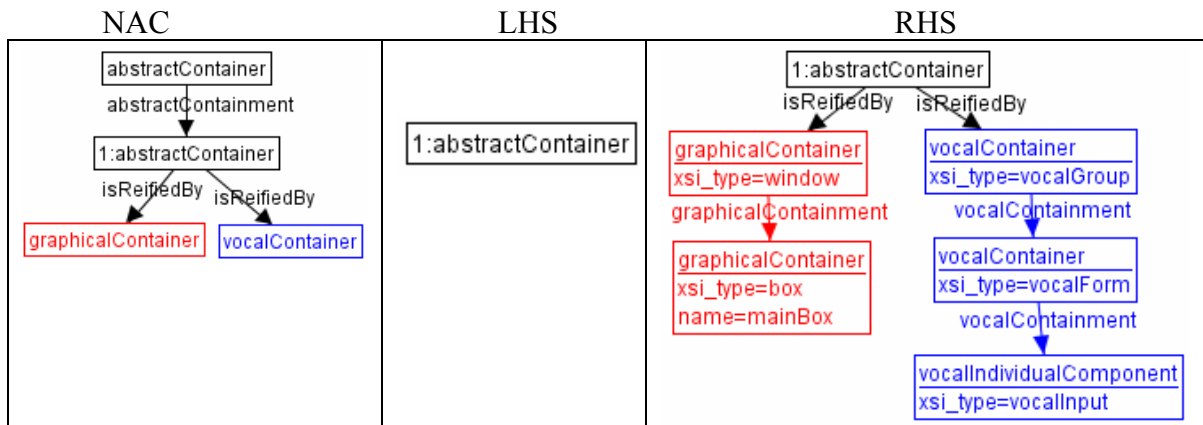 NAC
LHS
RHS
abstractContainer
abstractContainment
1:abstractContainer
isReifiedBy
isReifiedBy
graphicalContainer
vocalContainer
1:abstractContainer
1:abstractContainer
isReifiedBy
isReifiedBy
graphicalContainer
xsi_type=window
graphicalContainment
graphicalContainer
xsi_type=box
name=mainBox
vocalContainer
xsi_type=vocalGroup
vocalContainment
vocalContainer
xsi_type=vocalForm
vocalContainment
vocalIndividualComponent
xsi_type=vocalInput